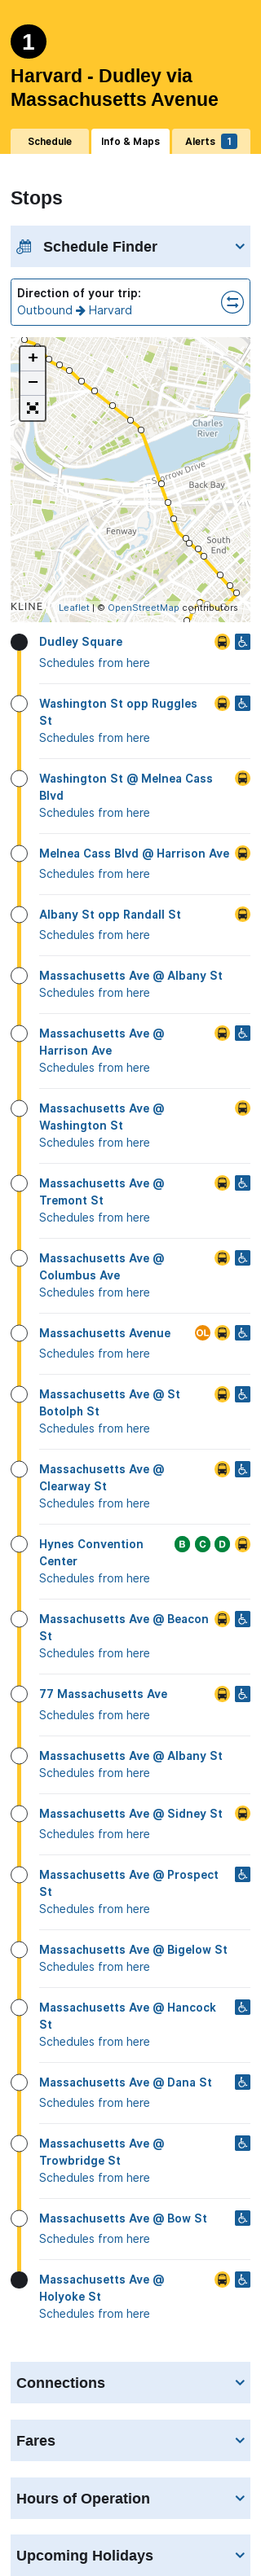 1
Harvard - Dudley via
Massachusetts Avenue
Schedule
Info & Maps
Alerts 1
Stops
Schedule Finder
Direction of your trip:
Outbound Harvard
+
−
Charles
River
Storrow Drive
Back Bay
Fenway
South
End
KLINE
Leaflet | © OpenStreetMap contributors
Dudley Square
Schedules from here
Washington St opp Ruggles
St
Schedules from here
Washington St @ Melnea Cass
Blvd
Schedules from here
Melnea Cass Blvd @ Harrison Ave
Schedules from here
Albany St opp Randall St
Schedules from here
Massachusetts Ave @ Albany St
Schedules from here
Massachusetts Ave @
Harrison Ave
Schedules from here
Massachusetts Ave @
Washington St
Schedules from here
Massachusetts Ave @
Tremont St
Schedules from here
Massachusetts Ave @
Columbus Ave
Schedules from here
Massachusetts Avenue OL
Schedules from here
Massachusetts Ave @ St
Botolph St
Schedules from here
Massachusetts Ave @
Clearway St
Schedules from here
Hynes Convention B C D
Center
Schedules from here
Massachusetts Ave @ Beacon
St
Schedules from here
77 Massachusetts Ave
Schedules from here
Massachusetts Ave @ Albany St
Schedules from here
Massachusetts Ave @ Sidney St
Schedules from here
Massachusetts Ave @ Prospect
St
Schedules from here
Massachusetts Ave @ Bigelow St
Schedules from here
Massachusetts Ave @ Hancock
St
Schedules from here
Massachusetts Ave @ Dana St
Schedules from here
Massachusetts Ave @
Trowbridge St
Schedules from here
Massachusetts Ave @ Bow St
Schedules from here
Massachusetts Ave @
Holyoke St
Schedules from here
Connections
Fares
Hours of Operation
Upcoming Holidays